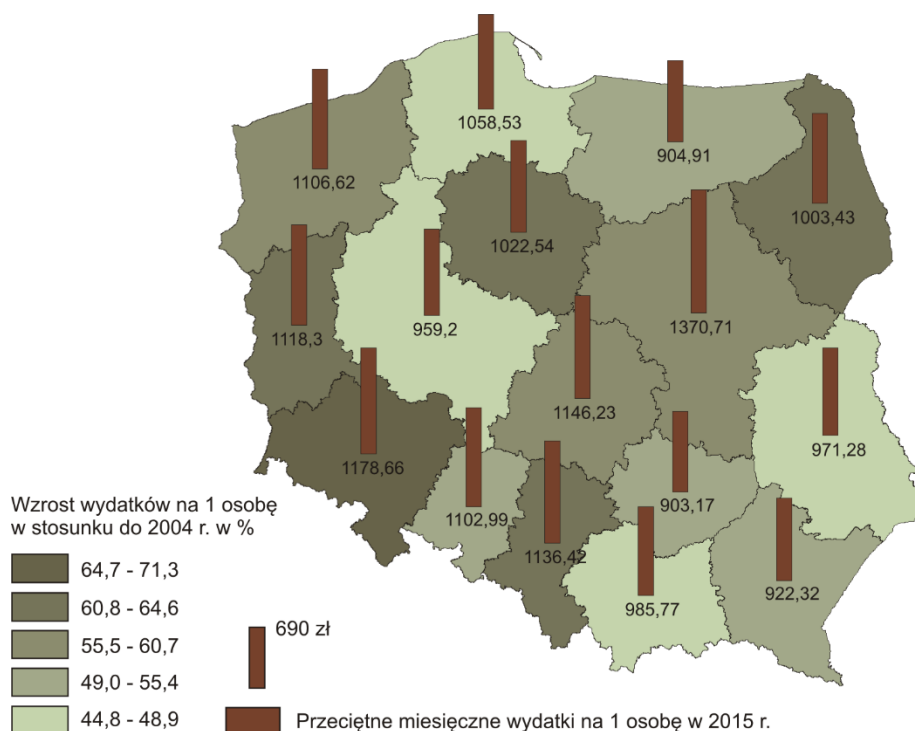 1058,53
904,91
1106,62
1003,43
1022,54
1118,3
959,2
1370,71
1146,23
1178,66
971,28
1102,99
903,17
1136,42
985,77
922,32
Wzrost wydatków na 1 osobę
w stosunku do 2004 r. w %
64,7 - 71,3
60,8 - 64,6
55,5 - 60,7
49,0 - 55,4
44,8 - 48,9
690 zł
Przeciętne miesięczne wydatki na 1 osobę w 2015 r.